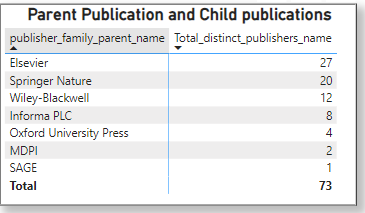 Parent Publication and Child publications
publisher_family_parent_name Total_distinct_publishers_name
Elsevier 27
Springer Nature 20
Wiley-Blackwell 12
Informa PLC 8
Oxford University Press 4
MDPI 2
SAGE 1
Total 73